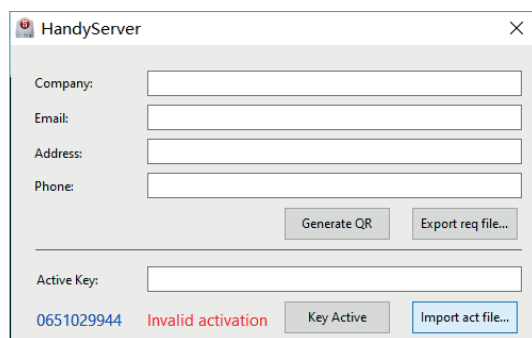 HandyServer
Company:
Email:
Address:
Phone:
Generate QR Export req file...
Active Key:
0651029944 Invalid activation Key Active Import act file...